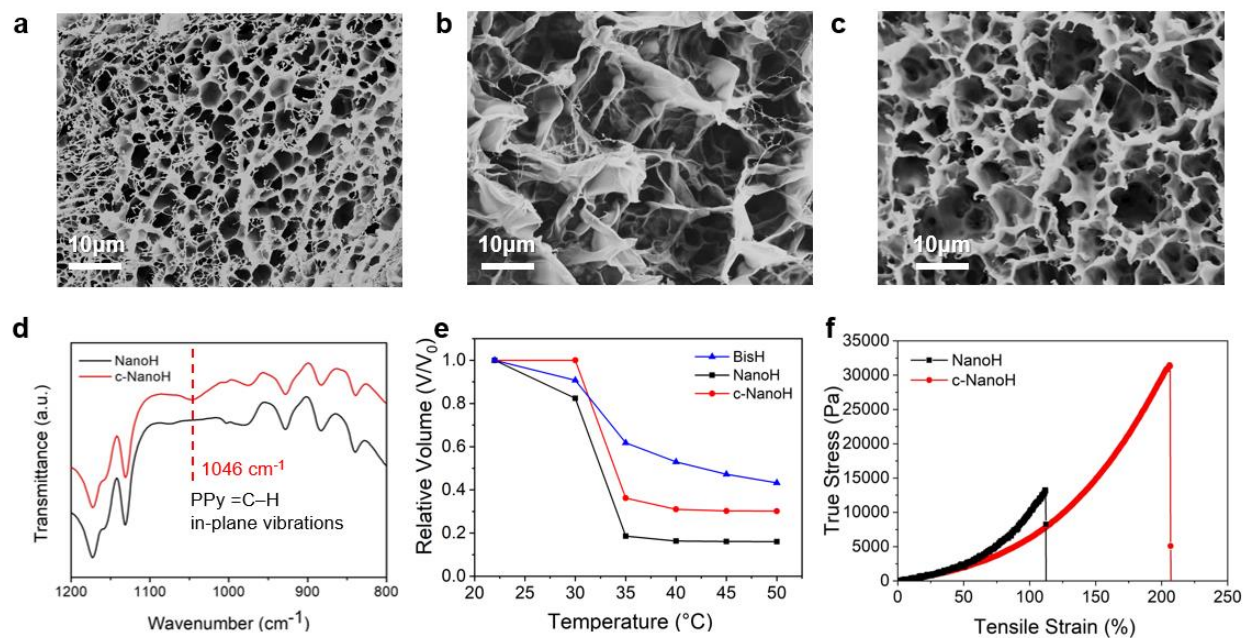 a
b
c
10µm
10µm
10µm
d
NanoH
c-NanoH
1046 cm⁻¹
PPy =C–H
in-plane vibrations
Transmittance (a.u.)
1200 1100 1000 900 800
Wavenumber (cm⁻¹)
e
BisH
NanoH
c-NanoH
Relative Volume (V/V₀)
1.0
0.8
0.6
0.4
0.2
0.0
25 30 35 40 45 50
Temperature (°C)
f
NanoH
c-NanoH
True Stress (Pa)
35000
30000
25000
20000
15000
10000
5000
0
0 50 100 150 200 250
Tensile Strain (%)